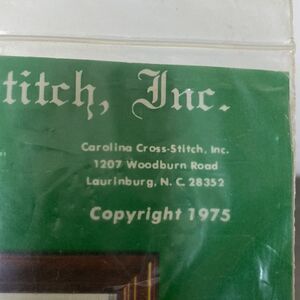 titch, Inc.
Carolina Cross-Stitch, Inc.
1207 Woodburn Road
Laurinburg, N. C. 28352
Copyright 1975